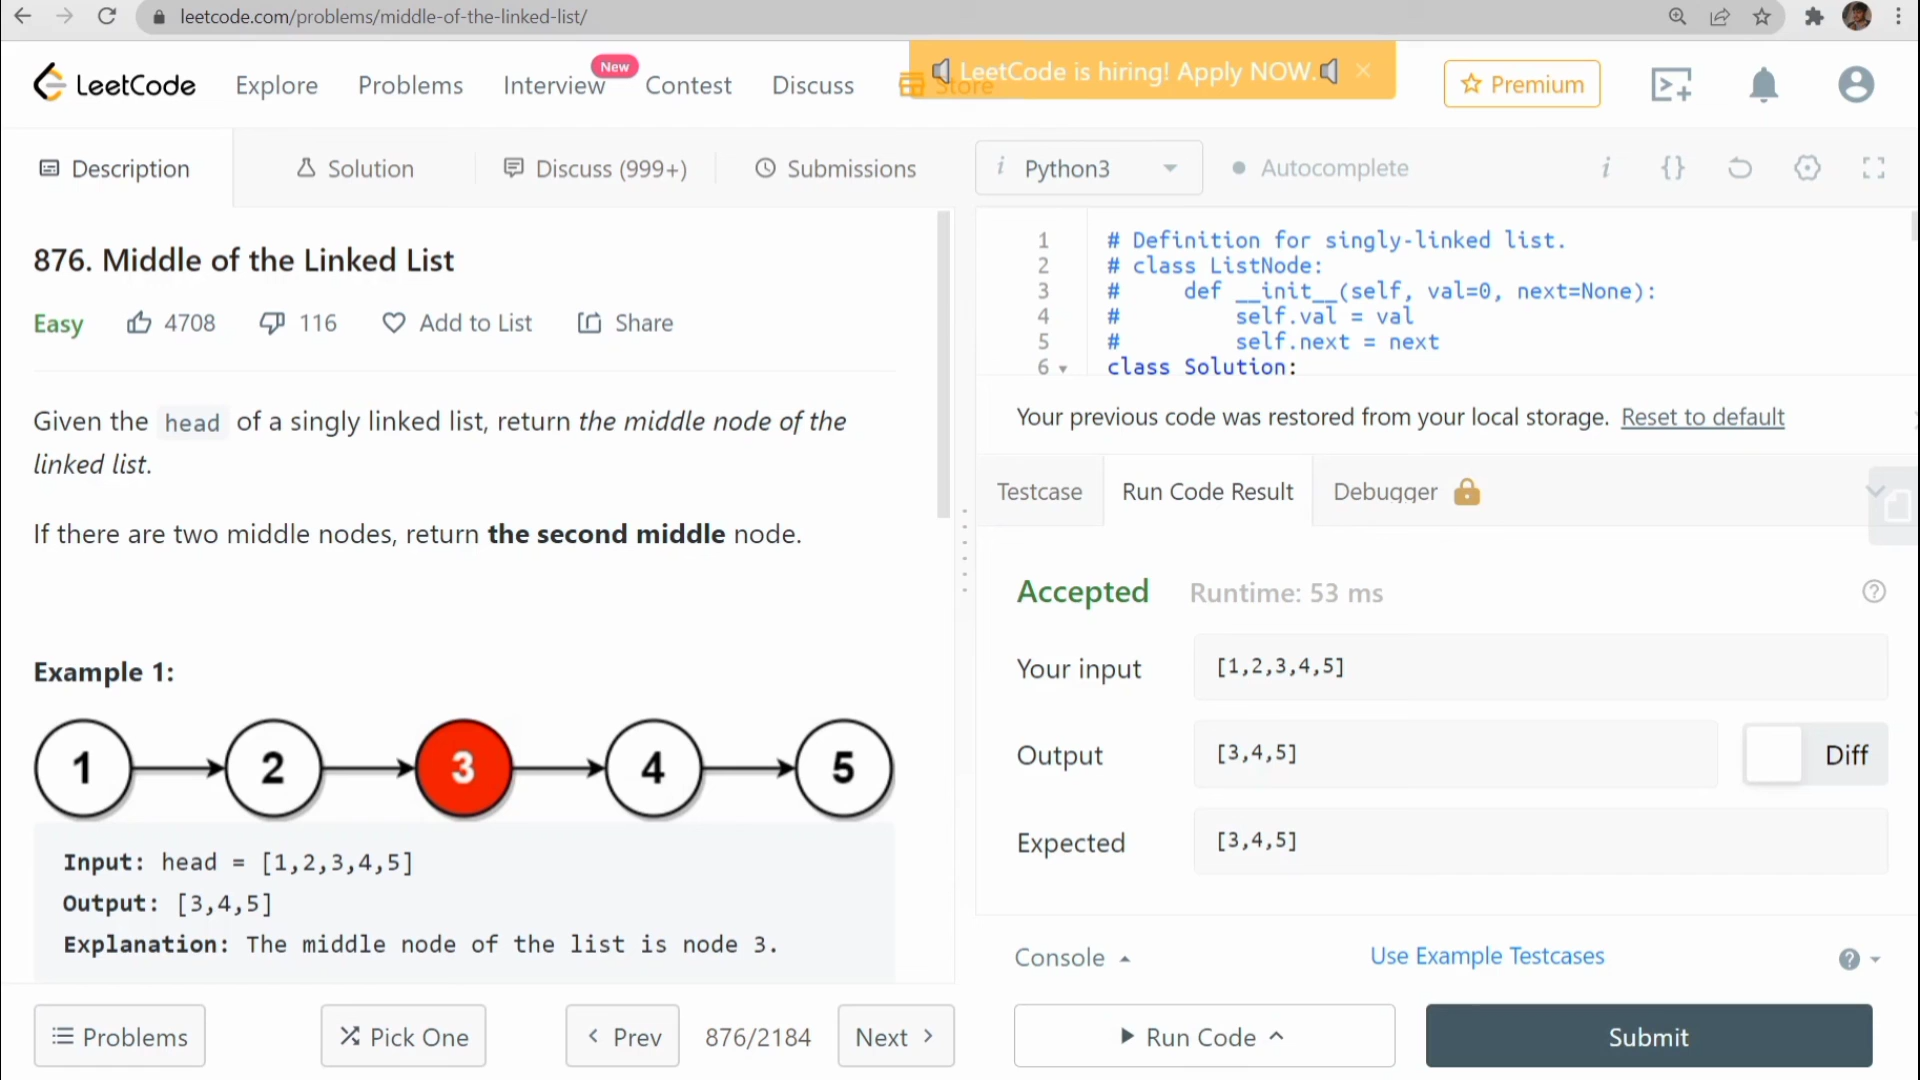 leetcode.com/problems/middle-of-the-linked-list/
LeetCode
Explore
Problems
Interview
New
Contest
Discuss
Store
LeetCode is hiring! Apply NOW.
Premium
Description
Solution
Discuss (999+)
Submissions
i Python3
Autocomplete
i
{}
876. Middle of the Linked List
Easy
4708
116
Add to List
Share
Given the head of a singly linked list, return the middle node of the
linked list.
If there are two middle nodes, return the second middle node.
Example 1:
1
2
3
4
5
Input: head = [1,2,3,4,5]
Output: [3,4,5]
Explanation: The middle node of the list is node 3.
Problems
Pick One
Prev
876/2184
Next
1 # Definition for singly-linked list.
2 # class ListNode:
3 #     def __init__(self, val=0, next=None):
4 #         self.val = val
5 #         self.next = next
6 class Solution:
Your previous code was restored from your local storage. Reset to default
Testcase
Run Code Result
Debugger
Accepted
Runtime: 53 ms
?
Your input
[1,2,3,4,5]
Output
[3,4,5]
Diff
Expected
[3,4,5]
Console
Use Example Testcases
?
Run Code
Submit